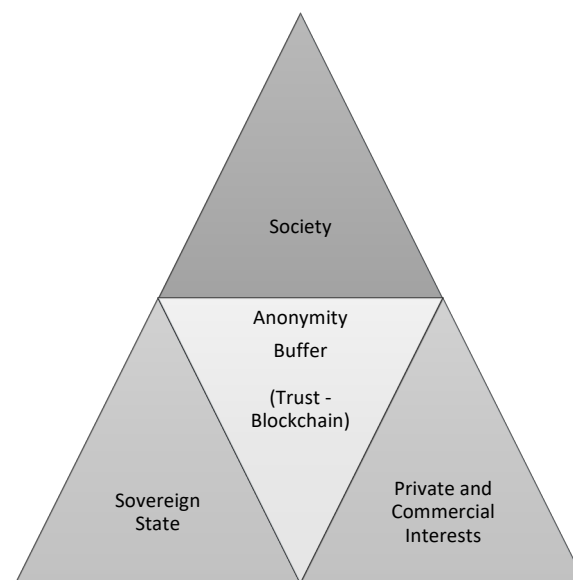 Society
Anonymity
Buffer
(Trust -
Blockchain)
Sovereign
State
Private and
Commercial
Interests